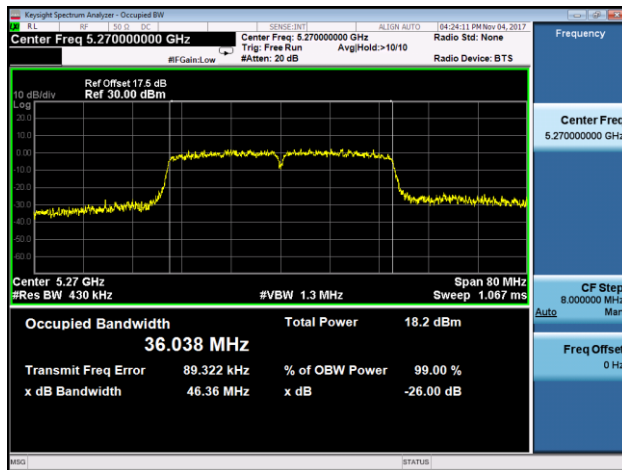 Keysight Spectrum Analyzer - Occupied BW
RL RF 50 Ω DC SENSE:INT ALIGN AUTO 04:24:11 PM Nov 04, 2017
Center Freq 5.270000000 GHz Center Freq: 5.270000000 GHz Radio Std: None
Trig: Free Run Avg|Hold:>10/10
#IFGain:Low #Atten: 20 dB Radio Device: BTS
Frequency
Ref Offset 17.5 dB
10 dB/div Ref 30.00 dBm
Log
20.0
10.0
0.00
-10.0
-20.0
-30.0
-40.0
-50.0
-60.0
Center Freq
5.270000000 GHz
Center 5.27 GHz Span 80 MHz
#Res BW 430 kHz #VBW 1.3 MHz Sweep 1.067 ms
CF Step
8.000000 MHz
Auto Man
Occupied Bandwidth Total Power 18.2 dBm
36.038 MHz
Transmit Freq Error 89.322 kHz % of OBW Power 99.00 %
x dB Bandwidth 46.36 MHz x dB -26.00 dB
Freq Offset
0 Hz
MSG STATUS